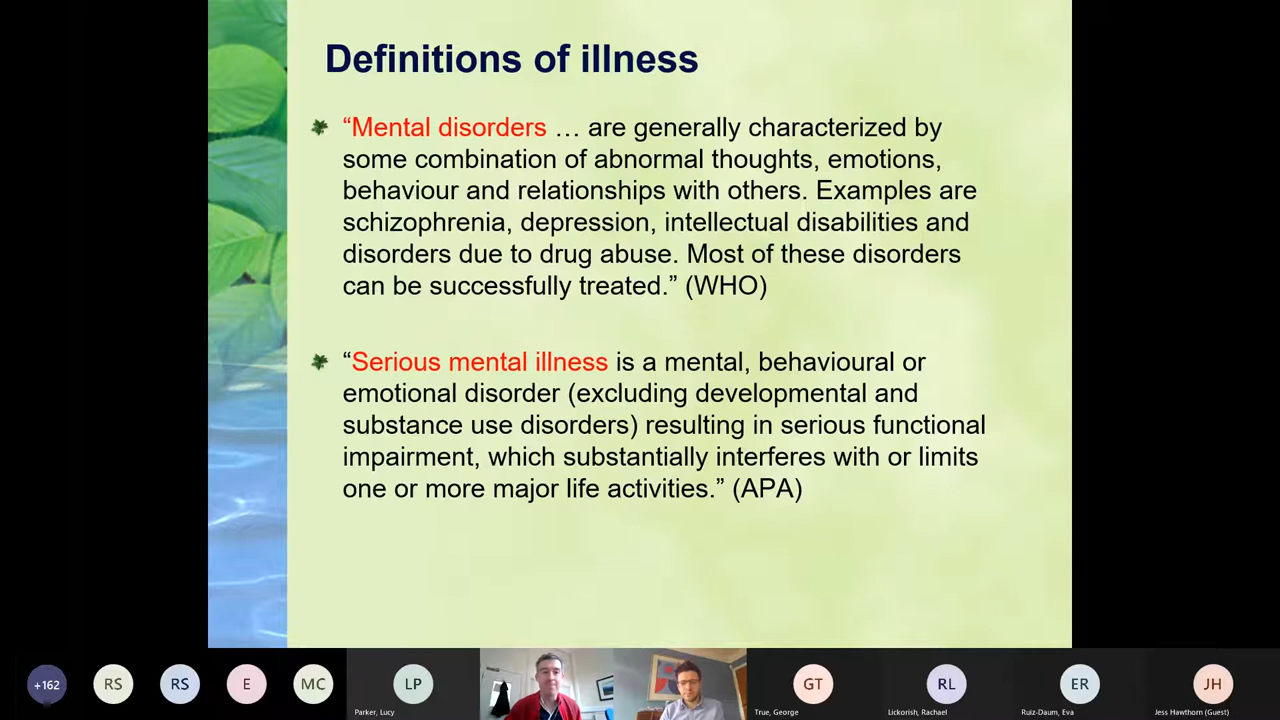 Definitions of illness
“Mental disorders … are generally characterized by
some combination of abnormal thoughts, emotions,
behaviour and relationships with others. Examples are
schizophrenia, depression, intellectual disabilities and
disorders due to drug abuse. Most of these disorders
can be successfully treated.” (WHO)
“Serious mental illness is a mental, behavioural or
emotional disorder (excluding developmental and
substance use disorders) resulting in serious functional
impairment, which substantially interferes with or limits
one or more major life activities.” (APA)
+162
RS
RS
E
MC
LP
GT
RL
ER
JH
Parker, Lucy
True, George
Lickorish, Rachael
Ruiz-Daum, Eva
Jess Hawthorn (Guest)